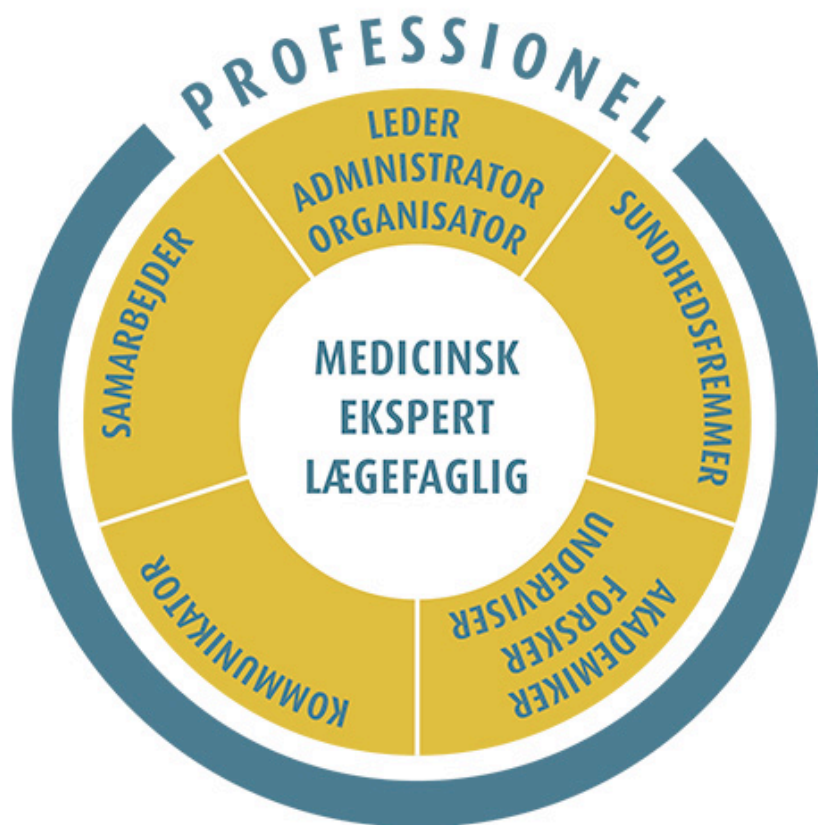 PROFESSIONEL
LEDER
ADMINISTRATOR
ORGANISATOR
SUNDHEDSFREMMER
AKADEMIKER
FORSKER
UNDERVISER
KOMMUNIKATOR
SAMARBEJDER
MEDICINSK
EKSPERT
LÆGEFAGLIG